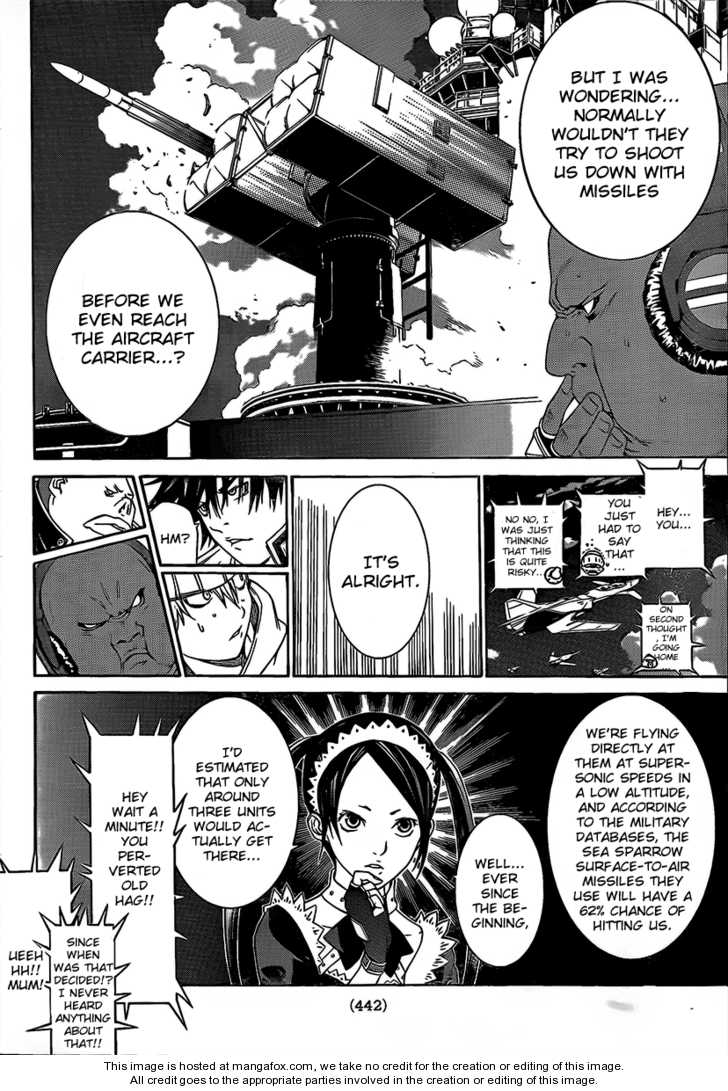 BUT I WAS
WONDERING...
NORMALLY
WOULDN'T THEY
TRY TO SHOOT
US DOWN WITH
MISSILES
BEFORE WE
EVEN REACH
THE AIRCRAFT
CARRIER...?
HEY...
YOU...
YOU
JUST
HAD TO
SAY
THAT
...
NO NO, I
WAS JUST
THINKING
THAT THIS
IS QUITE
RISKY...
ON
SECOND
THOUGHT
, I'M
GOING
HOME
IT'S
ALRIGHT.
HM?
WE'RE FLYING
DIRECTLY AT
THEM AT SUPER-
SONIC SPEEDS IN
A LOW ALTITUDE,
AND ACCORDING
TO THE MILITARY
DATABASES, THE
SEA SPARROW
SURFACE-TO-AIR
MISSILES THEY
USE WILL HAVE A
62% CHANCE OF
HITTING US.
WELL...
EVER
SINCE
THE BE-
GINNING,
I'D
ESTIMATED
THAT ONLY
AROUND
THREE UNITS
WOULD AC-
TUALLY GET
THERE...
HEY
WAIT A
MINUTE!!
YOU
PER-
VERTED
OLD
HAG!!
SINCE
WHEN
WAS THAT
DECIDED!?
I NEVER
HEARD
ANYTHING
ABOUT
THAT!!
UEEH
HH!!
MUM!
(442)
This image is hosted at mangafox.com, we take no credit for the creation or editing of this image.
All credit goes to the appropriate parties involved in the creation or editing of this image.